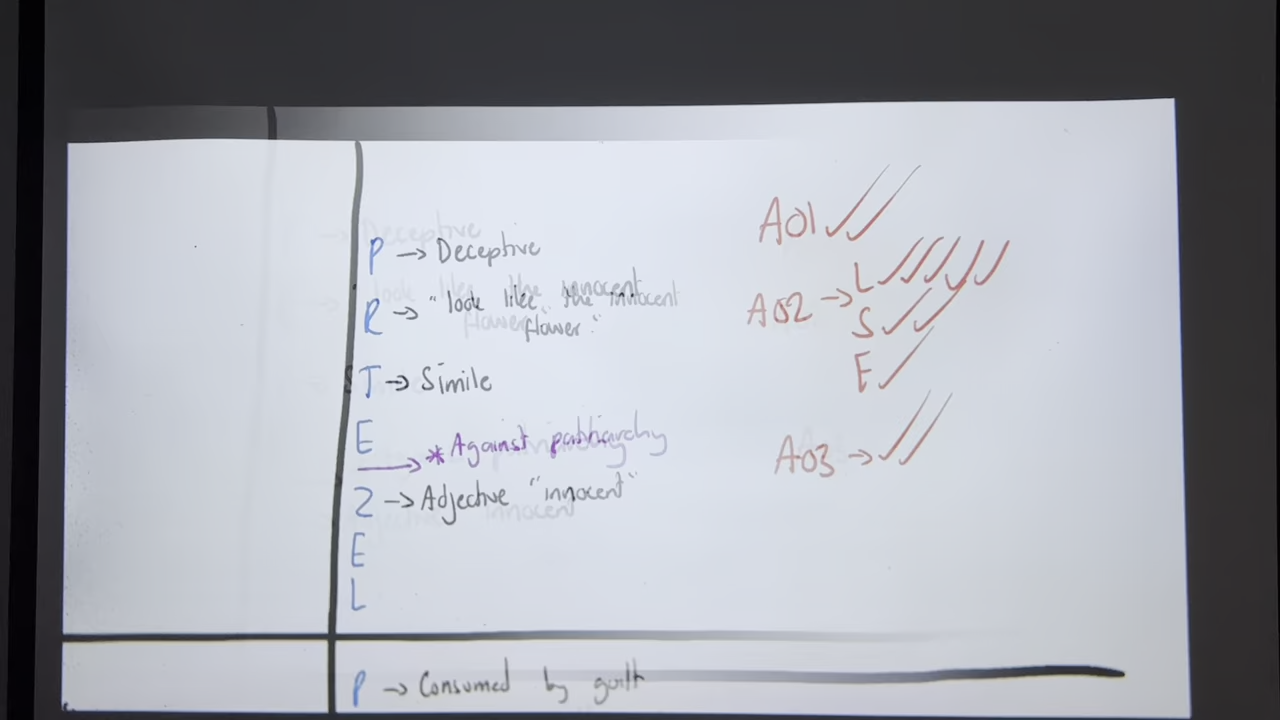 P → Deceptive
R → "look like the innocent
flower"
T → Simile
E
→ * Against patriarchy
Z → Adjective "innocent"
E
L
P → Consumed by guilt
AO1 ✓✓
AO2 → L ✓✓✓✓✓
S ✓✓
E ✓
AO3 → ✓✓